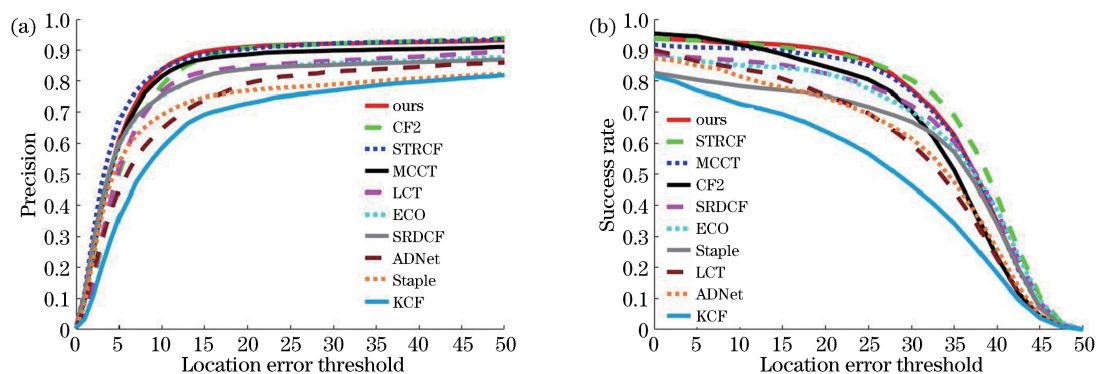 (a)
Precision
1.0
0.9
0.8
0.7
0.6
0.5
0.4
0.3
0.2
0.1
0
0 5 10 15 20 25 30 35 40 45 50
Location error threshold
ours
CF2
STRCF
MCCT
LCT
ECO
SRDCF
ADNet
Staple
KCF
(b)
Success rate
1.0
0.9
0.8
0.7
0.6
0.5
0.4
0.3
0.2
0.1
0
0 5 10 15 20 25 30 35 40 45 50
Location error threshold
ours
STRCF
MCCT
CF2
SRDCF
ECO
Staple
LCT
ADNet
KCF